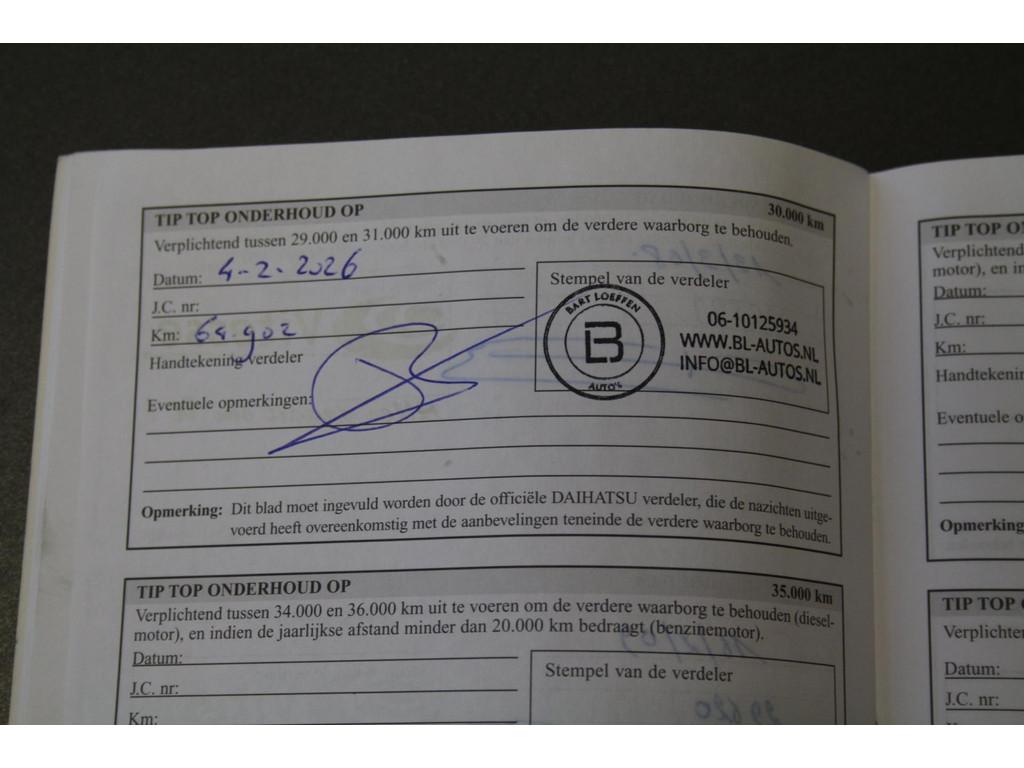 TIP TOP ONDERHOUD OP 30.000 km
Verplichtend tussen 29.000 en 31.000 km uit te voeren om de verdere waarborg te behouden.
Datum: 4-2-2026
J.C. nr:
Km:
Handtekening verdeler
Eventuele opmerkingen:
Stempel van de verdeler
BART LOEFFEN
B
AUTO'S
06-10125934
WWW.BL-AUTOS.NL
INFO@BL-AUTOS.NL
Opmerking: Dit blad moet ingevuld worden door de officiële DAIHATSU verdeler, die de nazichten uitge-
voerd heeft overeenkomstig met de aanbevelingen teneinde de verdere waarborg te behouden.
TIP TOP ONDERHOUD OP 35.000 km
Verplichtend tussen 34.000 en 36.000 km uit te voeren om de verdere waarborg te behouden (diesel-
motor), en indien de jaarlijkse afstand minder dan 20.000 km bedraagt (benzinemotor).
Datum:
J.C. nr:
Km:
Stempel van de verdeler
TIP TOP
Verplichtend
motor), en
Datum:
J.C. nr:
Km:
Eventuele
Opmerking
TIP TOP
Datum:
J.C. nr: